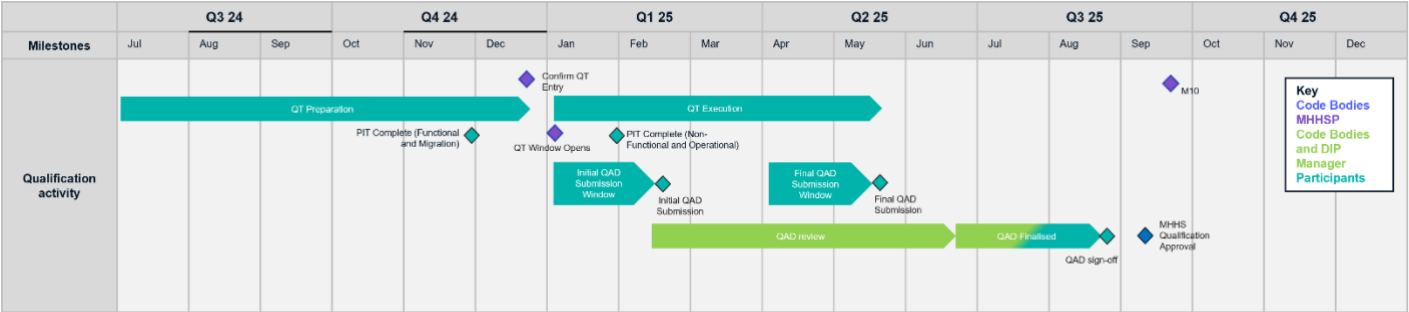 Q3 24 Q4 24 Q1 25 Q2 25 Q3 25 Q4 25
Milestones Jul Aug Sep Oct Nov Dec Jan Feb Mar Apr May Jun Jul Aug Sep Oct Nov Dec
Qualification
activity
Confirm QT
Entry
QT Preparation
QT Execution
PIT Complete (Functional
and Migration)
QT Window Opens
PIT Complete (Non-
Functional and Operational)
Initial QAD
Submission
Window
Initial QAD
Submission
Final QAD
Submission
Window
Final QAD
Submission
QAD review
QAD Finalised
QAD sign-off
MHHS
Qualification
Approval
M10
Key
Code Bodies
MHHSP
Code Bodies
and DIP
Manager
Participants